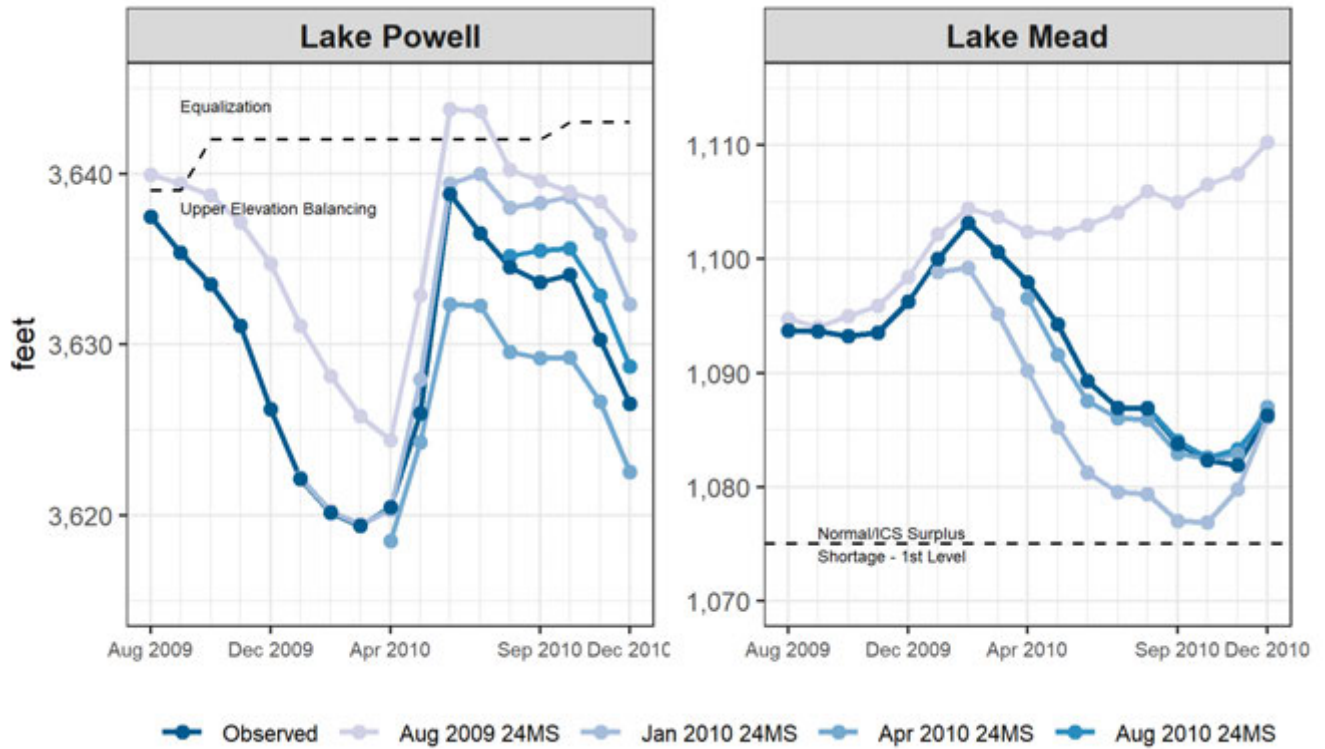 Lake Powell
Lake Mead
feet
3,640
3,630
3,620
Equalization
Upper Elevation Balancing
Aug 2009
Dec 2009
Apr 2010
Sep 2010
Dec 2010
1,110
1,100
1,090
1,080
1,070
Normal/ICS Surplus
Shortage - 1st Level
Aug 2009
Dec 2009
Apr 2010
Sep 2010
Dec 2010
Observed
Aug 2009 24MS
Jan 2010 24MS
Apr 2010 24MS
Aug 2010 24MS